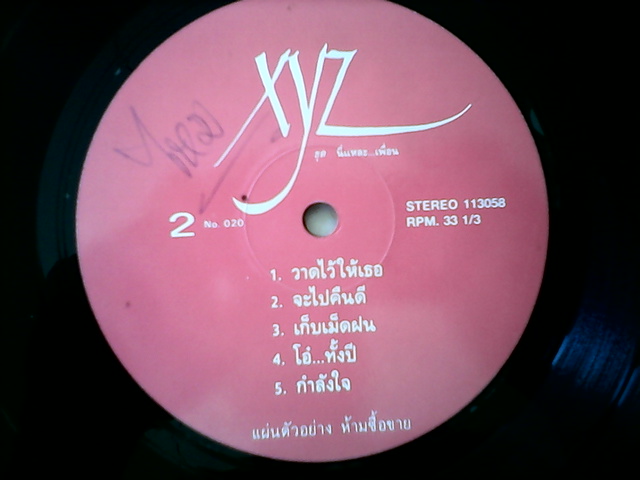 xyz
ชุด นี่แหละ...เพื่อน
2
No. 020
STEREO 113058
RPM. 33 1/3
1. วาดไว้ให้เธอ
2. จะไปคืนดี
3. เก็บเม็ดฝน
4. โอ๋...ทั้งปี
5. กำลังใจ
แผ่นตัวอย่าง ห้ามซื้อขาย